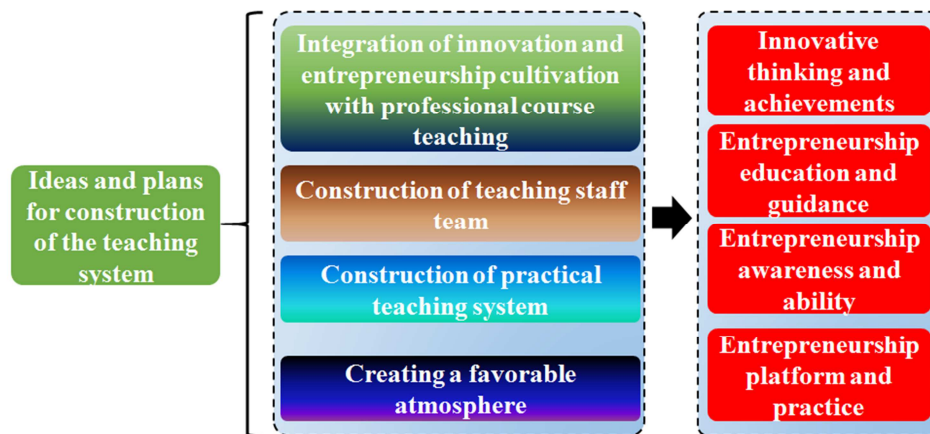 Ideas and plans
for construction
of the teaching
system
Integration of innovation and
entrepreneurship cultivation
with professional course
teaching
Construction of teaching staff
team
Construction of practical
teaching system
Creating a favorable
atmosphere
Innovative
thinking and
achievements
Entrepreneurship
education and
guidance
Entrepreneurship
awareness and
ability
Entrepreneurship
platform and
practice